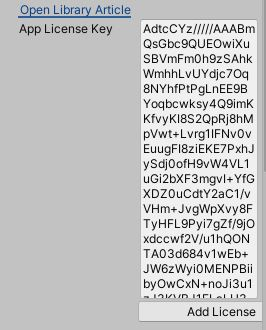 Open Library Article
App License Key
AdtcCYz/////AAABm
QsGbc9QUEOwiXu
SBVmFm0h9zSAhk
WmhhLvUYdjc7Oq
8NYhfPtPgLnEE9B
Yoqbcwksy4Q9imK
KfvyKI8S2QpRj8hM
pVwt+Lvrg1IFNv0v
EuugFl8ziEKE7PxhJ
ySdj0ofH9vW4VL1
uGi2bXF3mgvI+YfG
XDZ0uCdtY2aC1/v
VHm+JvgWpXvy8F
TyHFL9Pyi7gZf/9jO
xdccwf2V/u1hQON
TA03d684v1wEb+
JW6zWyi0MENPBii
byOwCxN+noJi3u1
Add License